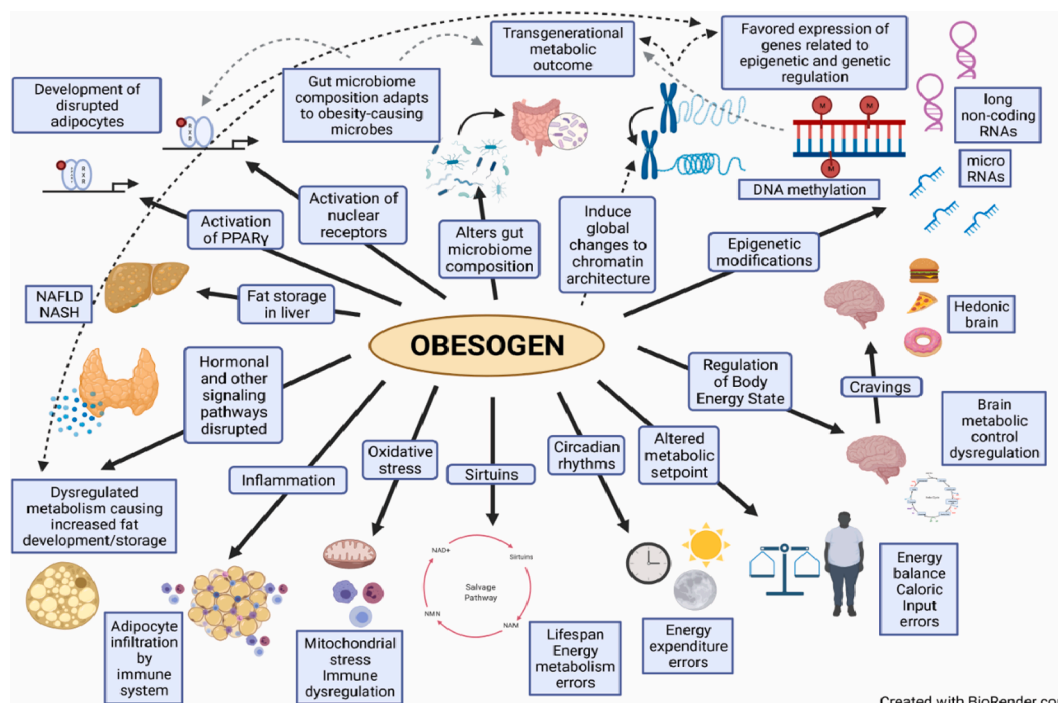 Transgenerational
metabolic
outcome
Favored expression of
genes related to
epigenetic and genetic
regulation
Development of
disrupted
adipocytes
Gut microbiome
composition adapts
to obesity-causing
microbes
RXR
RXR
M
M
M
long
non-coding
RNAs
micro
RNAs
DNA methylation
Activation
of PPARγ
Activation of
nuclear
receptors
Alters gut
microbiome
composition
Induce
global
changes to
chromatin
architecture
Epigenetic
modifications
NAFLD
NASH
Fat storage
in liver
Hedonic
brain
OBESOGEN
Hormonal
and other
signaling
pathways
disrupted
Regulation
of Body
Energy State
Cravings
Brain
metabolic
control
dysregulation
Oxidative
stress
Circadian
rhythms
Altered
metabolic
setpoint
Inflammation
Sirtuins
Dysregulated
metabolism causing
increased fat
development/storage
NAD+
Sirtuins
Salvage
Pathway
NMN
NAM
Energy
balance
Caloric
Input
errors
Adipocyte
infiltration
by
immune
system
Mitochondrial
stress
Immune
dysregulation
Lifespan
Energy
metabolism
errors
Energy
expenditure
errors
Created with BioRender.co